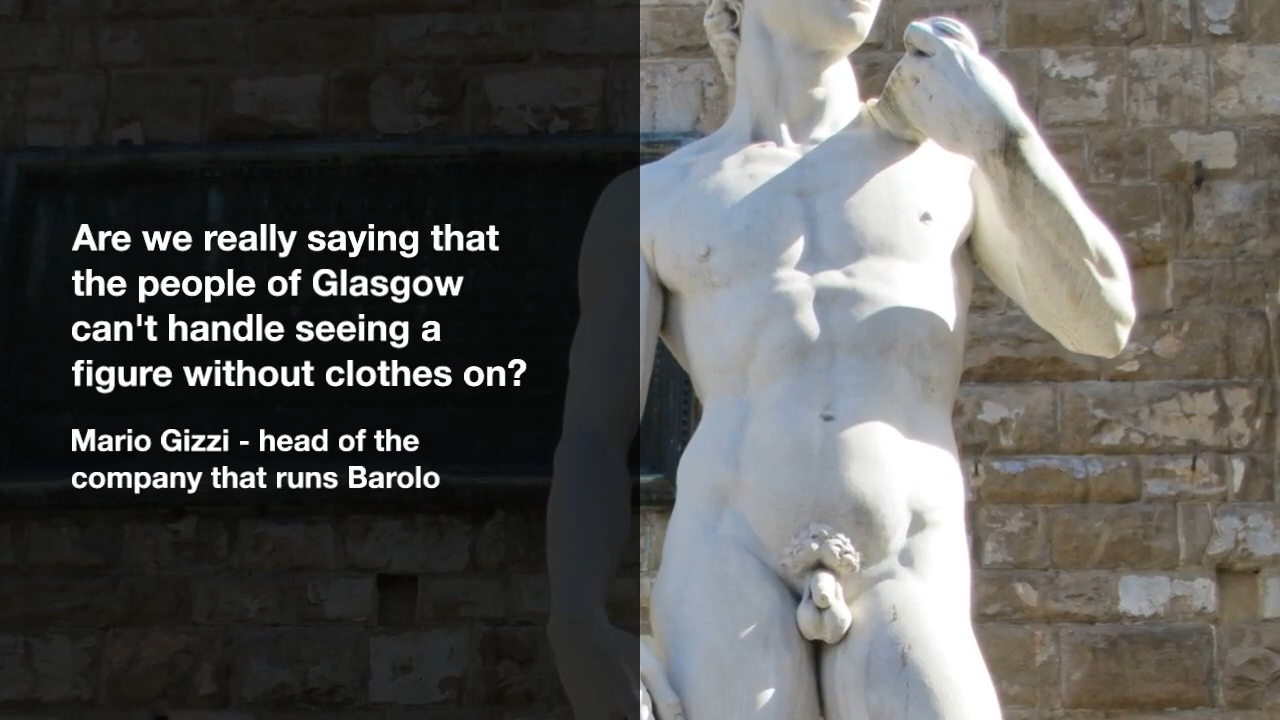 Are we really saying that
the people of Glasgow
can't handle seeing a
figure without clothes on?
Mario Gizzi - head of the
company that runs Barolo